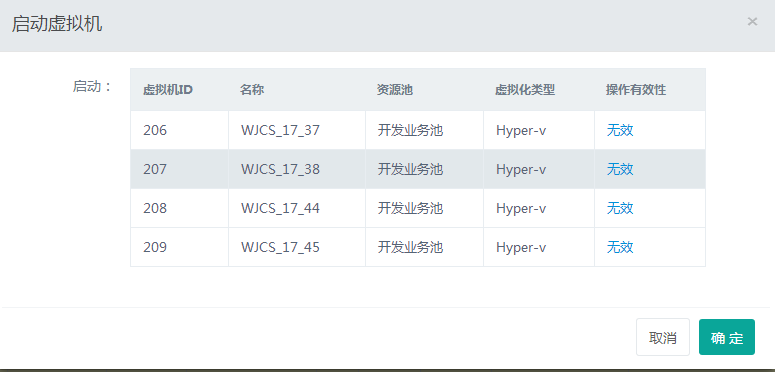 启动虚拟机 ×
启动： 虚拟机ID 名称 资源池 虚拟化类型 操作有效性
206 WJCS_17_37 开发业务池 Hyper-v 无效
207 WJCS_17_38 开发业务池 Hyper-v 无效
208 WJCS_17_44 开发业务池 Hyper-v 无效
209 WJCS_17_45 开发业务池 Hyper-v 无效
取消 确 定